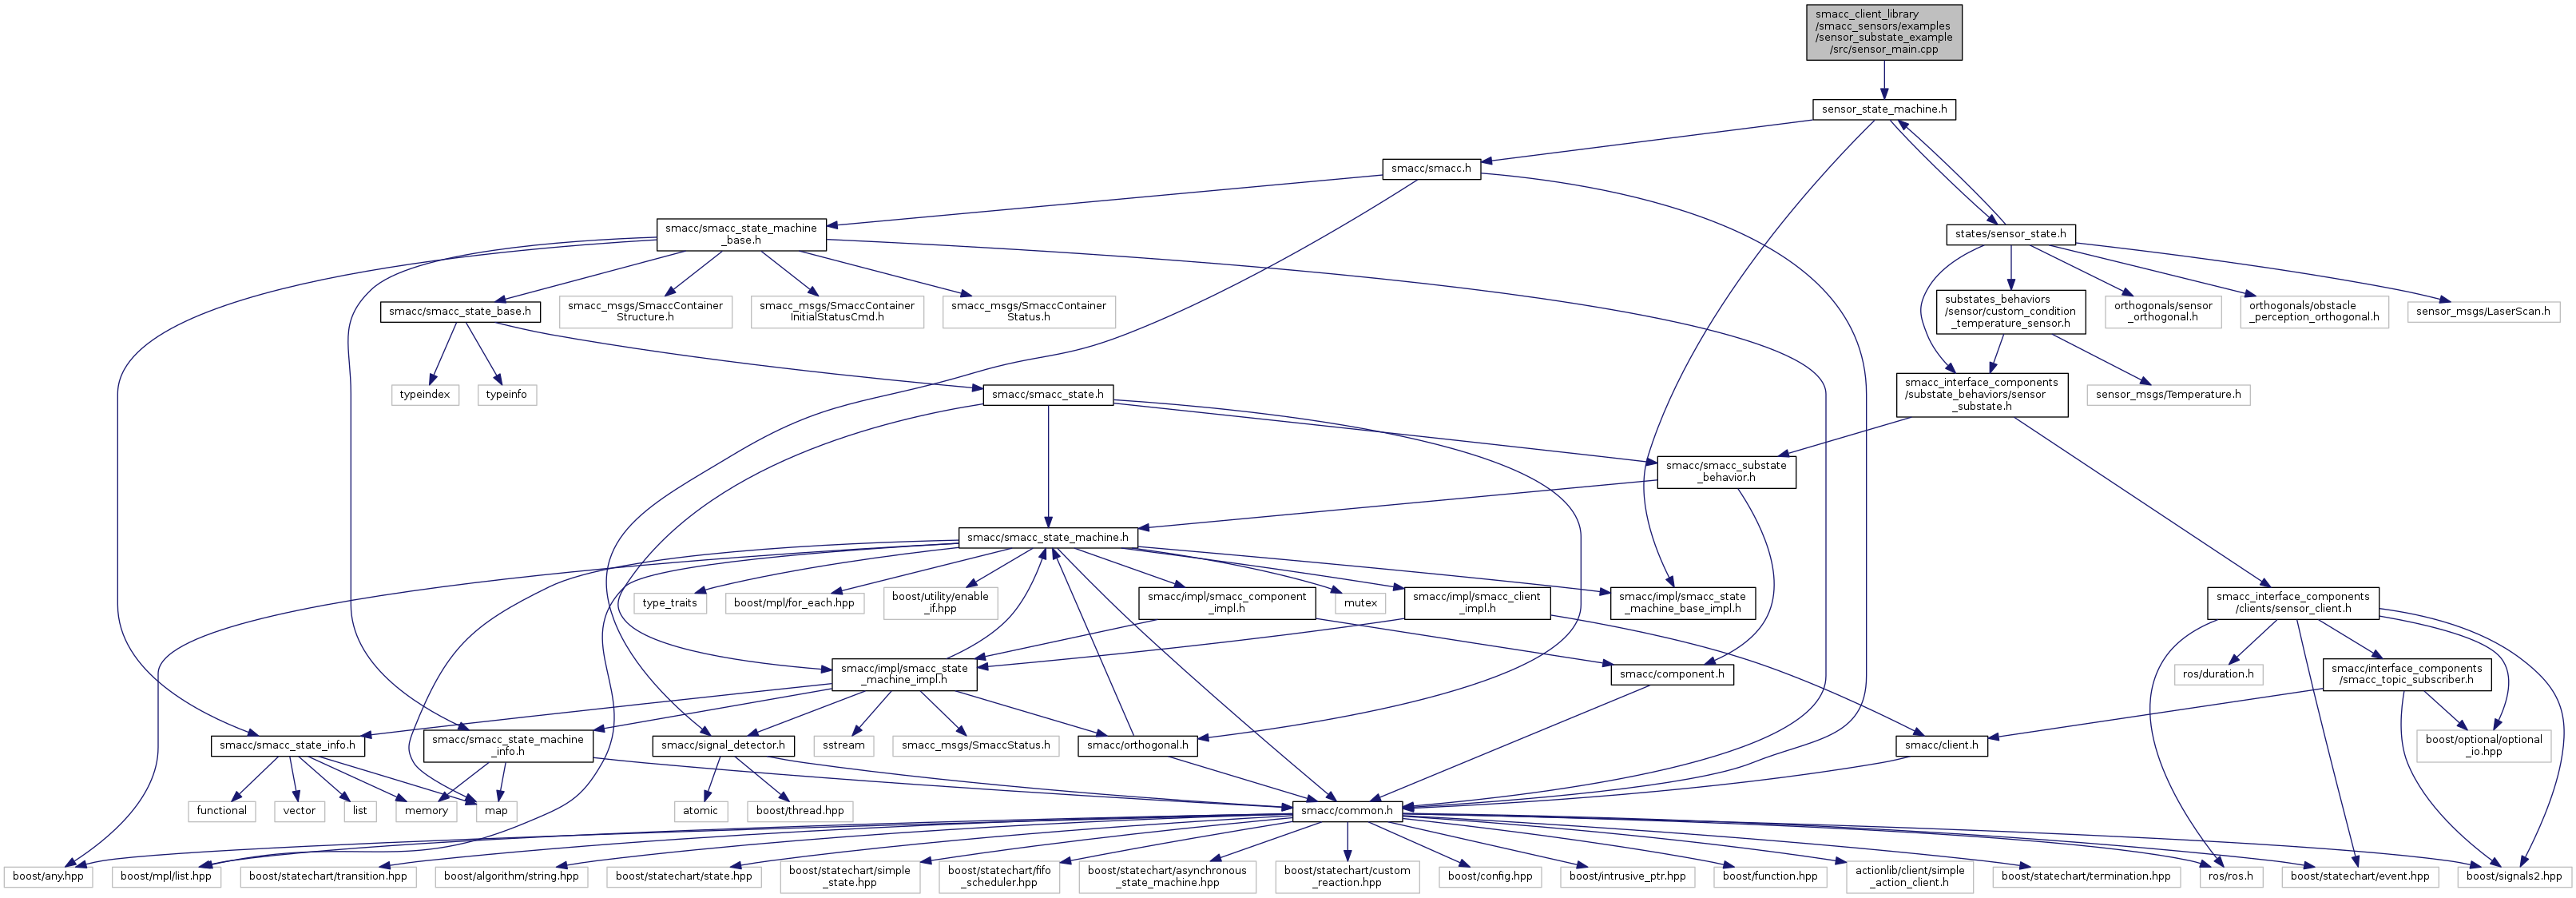 smacc_client_library
/smacc_sensors/examples
/sensor_substate_example
/src/sensor_main.cpp
sensor_state_machine.h
smacc/smacc.h
smacc/smacc_state_machine
_base.h
states/sensor_state.h
smacc/smacc_state_base.h
smacc_msgs/SmaccContainer
Structure.h
smacc_msgs/SmaccContainer
InitialStatusCmd.h
smacc_msgs/SmaccContainer
Status.h
substates_behaviors
/sensor/custom_condition
_temperature_sensor.h
orthogonals/sensor
_orthogonal.h
orthogonals/obstacle
_perception_orthogonal.h
sensor_msgs/LaserScan.h
typeindex
typeinfo
smacc/smacc_state.h
smacc_interface_components
/substate_behaviors/sensor
_substate.h
sensor_msgs/Temperature.h
smacc/smacc_substate
_behavior.h
smacc/smacc_state_machine.h
type_traits
boost/mpl/for_each.hpp
boost/utility/enable
_if.hpp
smacc/impl/smacc_component
_impl.h
mutex
smacc/impl/smacc_client
_impl.h
smacc/impl/smacc_state
_machine_base_impl.h
smacc_interface_components
/clients/sensor_client.h
smacc/impl/smacc_state
_machine_impl.h
smacc/component.h
ros/duration.h
smacc/interface_components
/smacc_topic_subscriber.h
smacc/smacc_state_info.h
smacc/smacc_state_machine
_info.h
smacc/signal_detector.h
sstream
smacc_msgs/SmaccStatus.h
smacc/orthogonal.h
smacc/client.h
boost/optional/optional
_io.hpp
functional
vector
list
memory
map
atomic
boost/thread.hpp
smacc/common.h
boost/any.hpp
boost/mpl/list.hpp
boost/statechart/transition.hpp
boost/algorithm/string.hpp
boost/statechart/state.hpp
boost/statechart/simple
_state.hpp
boost/statechart/fifo
_scheduler.hpp
boost/statechart/asynchronous
_state_machine.hpp
boost/statechart/custom
_reaction.hpp
boost/config.hpp
boost/intrusive_ptr.hpp
boost/function.hpp
actionlib/client/simple
_action_client.h
boost/statechart/termination.hpp
ros/ros.h
boost/statechart/event.hpp
boost/signals2.hpp